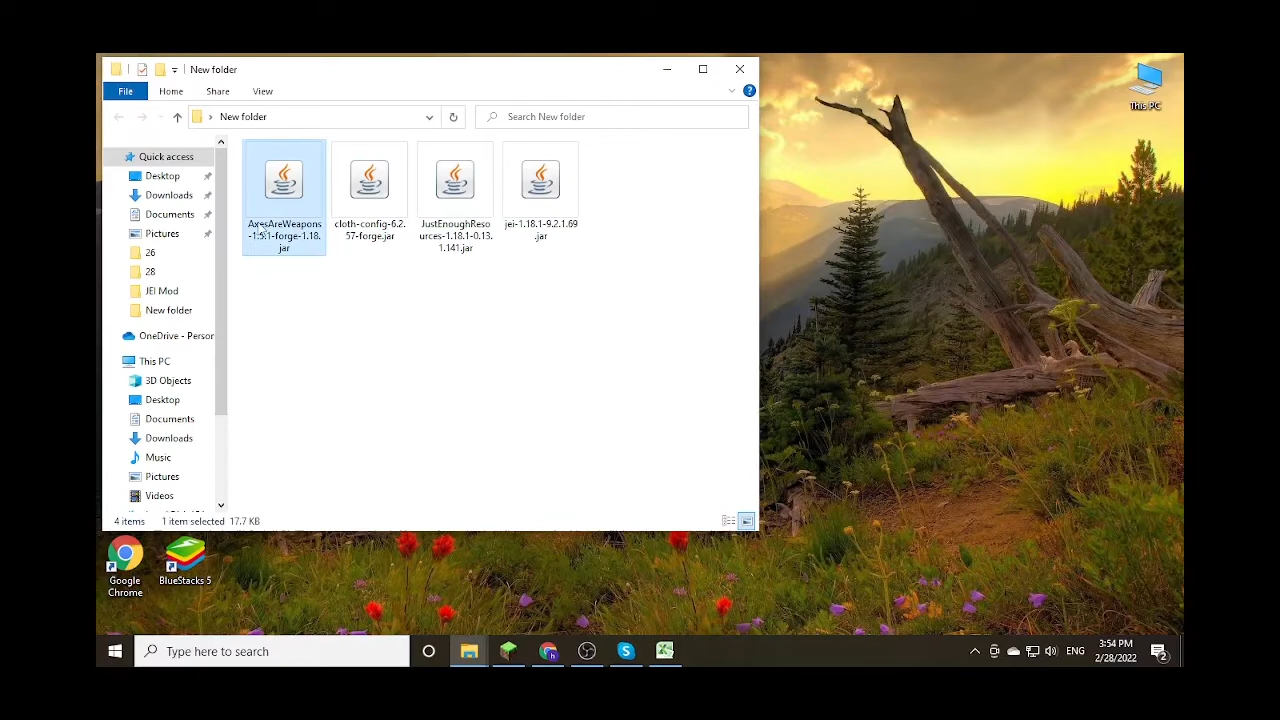 New folder
This PC
File Home Share View
New folder
Search New folder
Quick access
Desktop
Downloads
Documents
Pictures
26
28
JEI Mod
New folder
OneDrive - Person
This PC
3D Objects
Desktop
Documents
Downloads
Music
Pictures
Videos
AxesAreWeapons
-1.5.1-forge-1.18.
jar
cloth-config-6.2.
57-forge.jar
JustEnoughReso
urces-1.18.1-0.13.
1.141.jar
jei-1.18.1-9.2.1.69
.jar
4 items 1 item selected 17.7 KB
Google
Chrome
BlueStacks 5
Type here to search
ENG
3:54 PM
2/28/2022
2